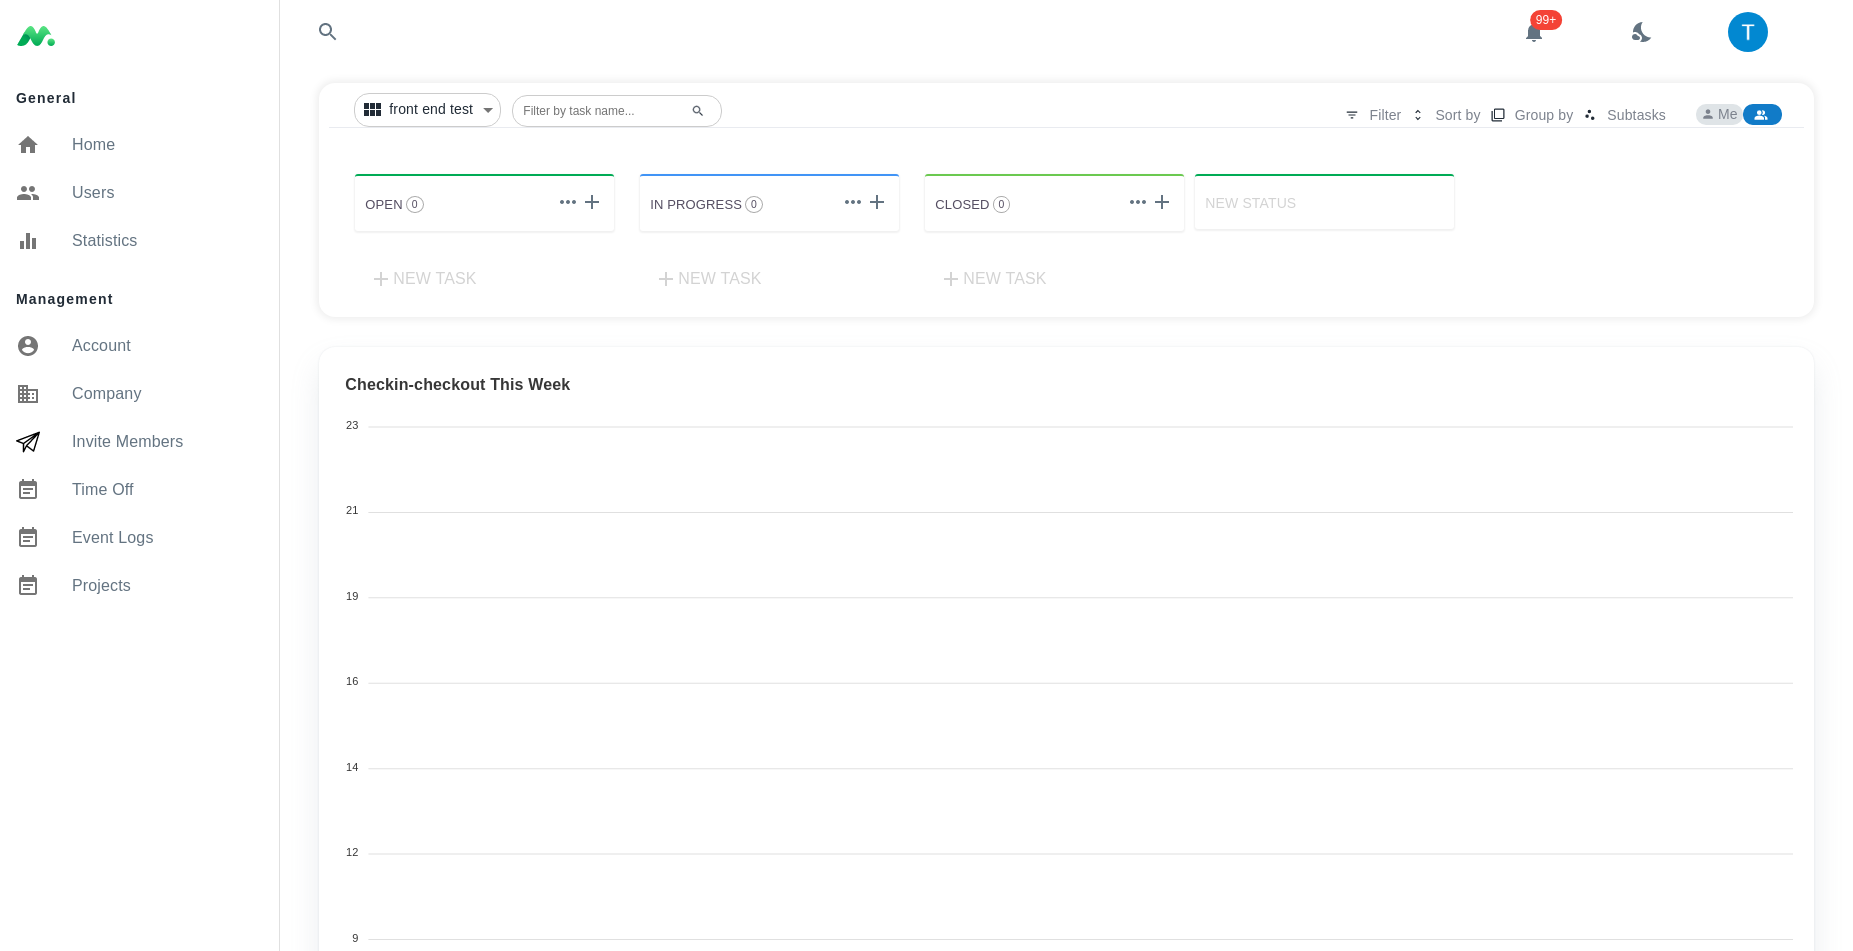 99+
T
General
Home
Users
Statistics
Management
Account
Company
Invite Members
Time Off
Event Logs
Projects
front end test
Filter by task name...
Filter
Sort by
Group by
Subtasks
Me
OPEN 0
IN PROGRESS 0
CLOSED 0
NEW STATUS
NEW TASK
NEW TASK
NEW TASK
Checkin-checkout This Week
23
21
19
16
14
12
9